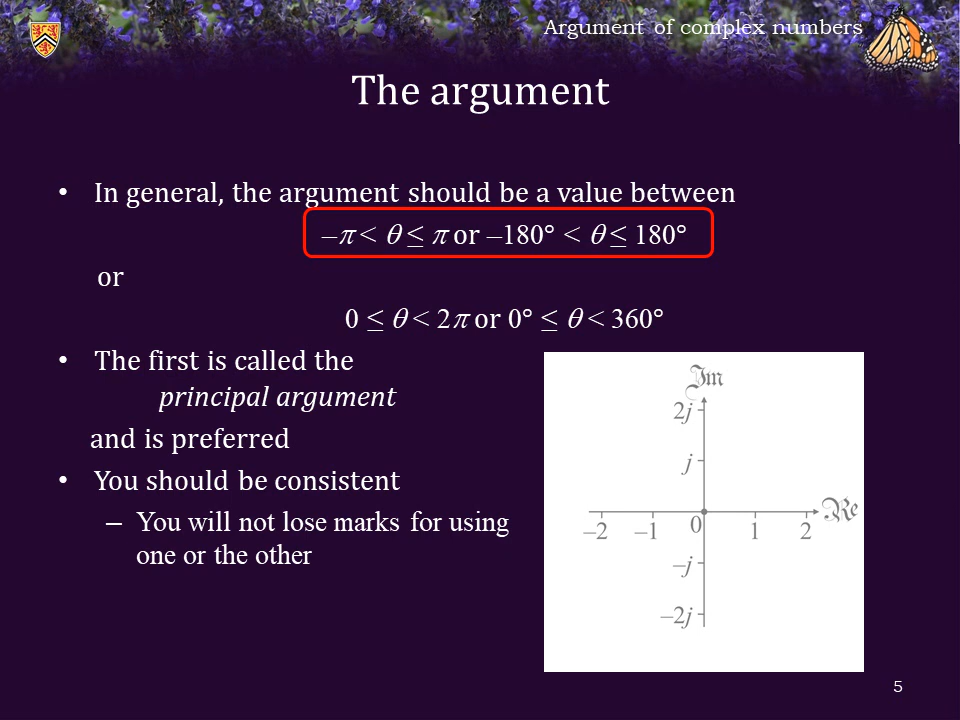 Argument of complex numbers
The argument
• In general, the argument should be a value between
–π < θ ≤ π or –180° < θ ≤ 180°
or
0 ≤ θ < 2π or 0° ≤ θ < 360°
• The first is called the
principal argument
and is preferred
• You should be consistent
– You will not lose marks for using
one or the other
ℑm
2j
j
ℜe
–2 –1 0 1 2
–j
–2j
5